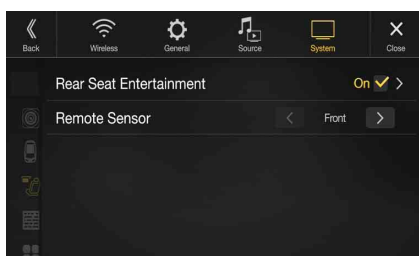 Back
Wireless
General
Source
System
Close
Rear Seat Entertainment
On
Remote Sensor
Front